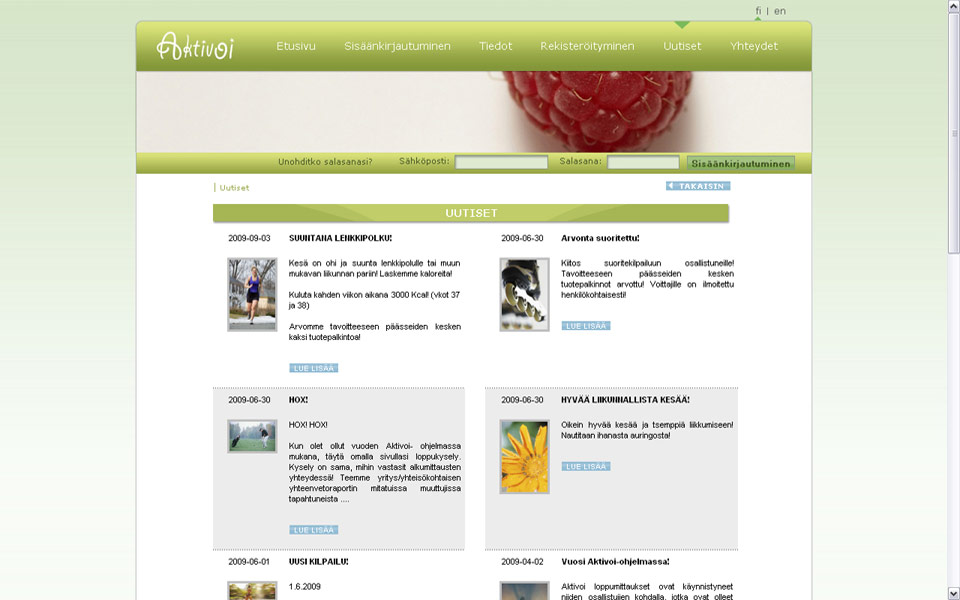 fi | en
Aktivoi
Etusivu Sisäänkirjautuminen Tiedot Rekisteröityminen Uutiset Yhteydet
Unohditko salasanasi? Sähköposti: Salasana: Sisäänkirjautuminen
| Uutiset
TAKAISIN
UUTISET
2009-09-03 SUUNTANA LENKKIPOLKU!
Kesä on ohi ja suunta lenkkipolulle tai muun
mukavan liikunnan pariin! Laskemme kaloreita!
Kuluta kahden viikon aikana 3000 Kcal! (vkot 37
ja 38)
Arvomme tavoitteeseen päässeiden kesken
kaksi tuotepalkintoa!
LUE LISÄÄ
2009-06-30 Arvonta suoritettu!
Kiitos suoritekilpailuun osallistuneille!
Tavoitteeseen päässeiden kesken
tuotepalkinnot arvottu! Voittajille on ilmoitettu
henkilökohtaisesti!
LUE LISÄÄ
2009-06-30 HOX!
HOX! HOX!
Kun olet ollut vuoden Aktivoi- ohjelmassa
mukana, täytä omalla sivullasi loppukysely.
Kysely on sama, mihin vastasit alkumittausten
yhteydessä! Teemme yritys/yhteisökohtaisen
yhteenvetoraportin mitatuissa muuttujissa
tapahtuneista ....
LUE LISÄÄ
2009-06-30 HYVÄÄ LIIKUNNALLISTA KESÄÄ!
Oikein hyvää kesää ja tsemppiä liikkumiseen!
Nautitaan ihanasta auringosta!
LUE LISÄÄ
2009-06-01 UUSI KILPAILU!
1.6.2009
2009-04-02 Vuosi Aktivoi-ohjelmassa!
Aktivoi loppumittaukset ovat käynnistyneet
niiden osallistujien kohdalla, jotka ovat olleet